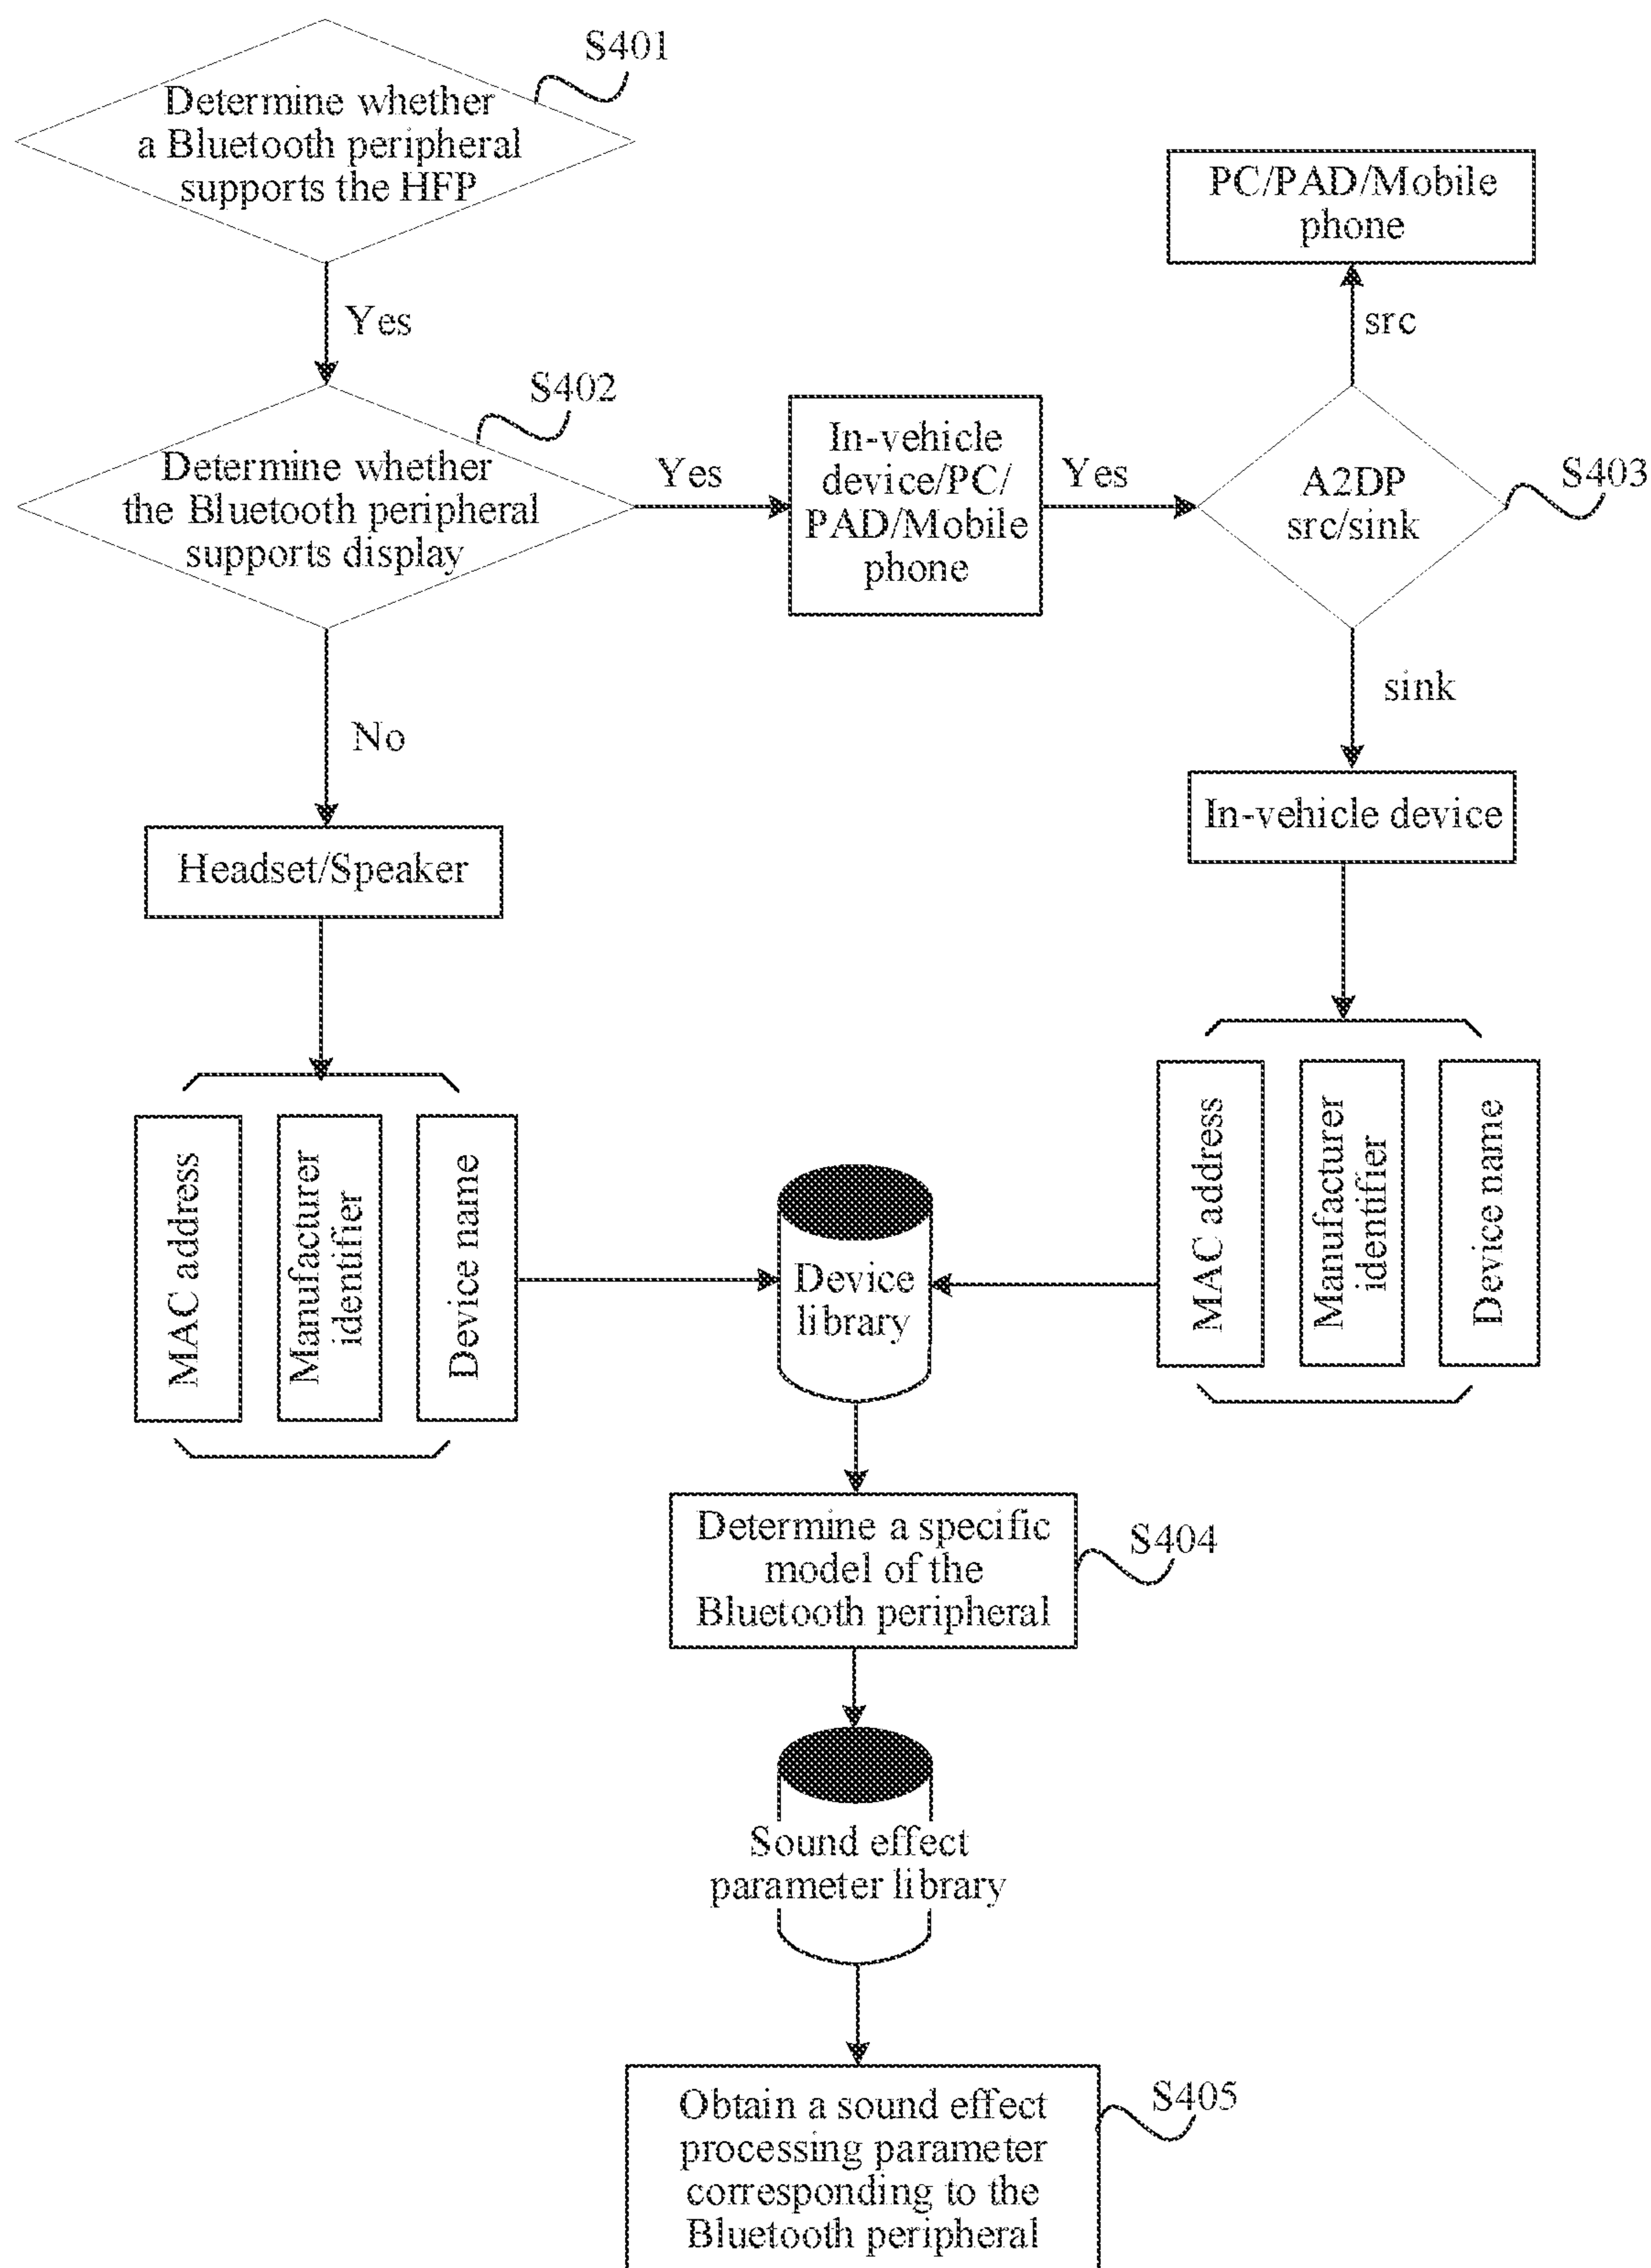 S401
Determine whether
a Bluetooth peripheral
supports the HFP
PC/PAD/Mobile
phone
Yes
src
S402
Determine whether
the Bluetooth peripheral
supports display
Yes
In-vehicle
device/PC/
PAD/Mobile
phone
Yes
A2DP
src/sink
S403
No
sink
Headset/Speaker
In-vehicle device
MAC address
Manufacturer
identifier
Device name
Device
library
MAC address
Manufacturer
identifier
Device name
Determine a specific
model of the
Bluetooth peripheral
S404
Sound effect
parameter library
Obtain a sound effect
processing parameter
corresponding to the
Bluetooth peripheral
S405